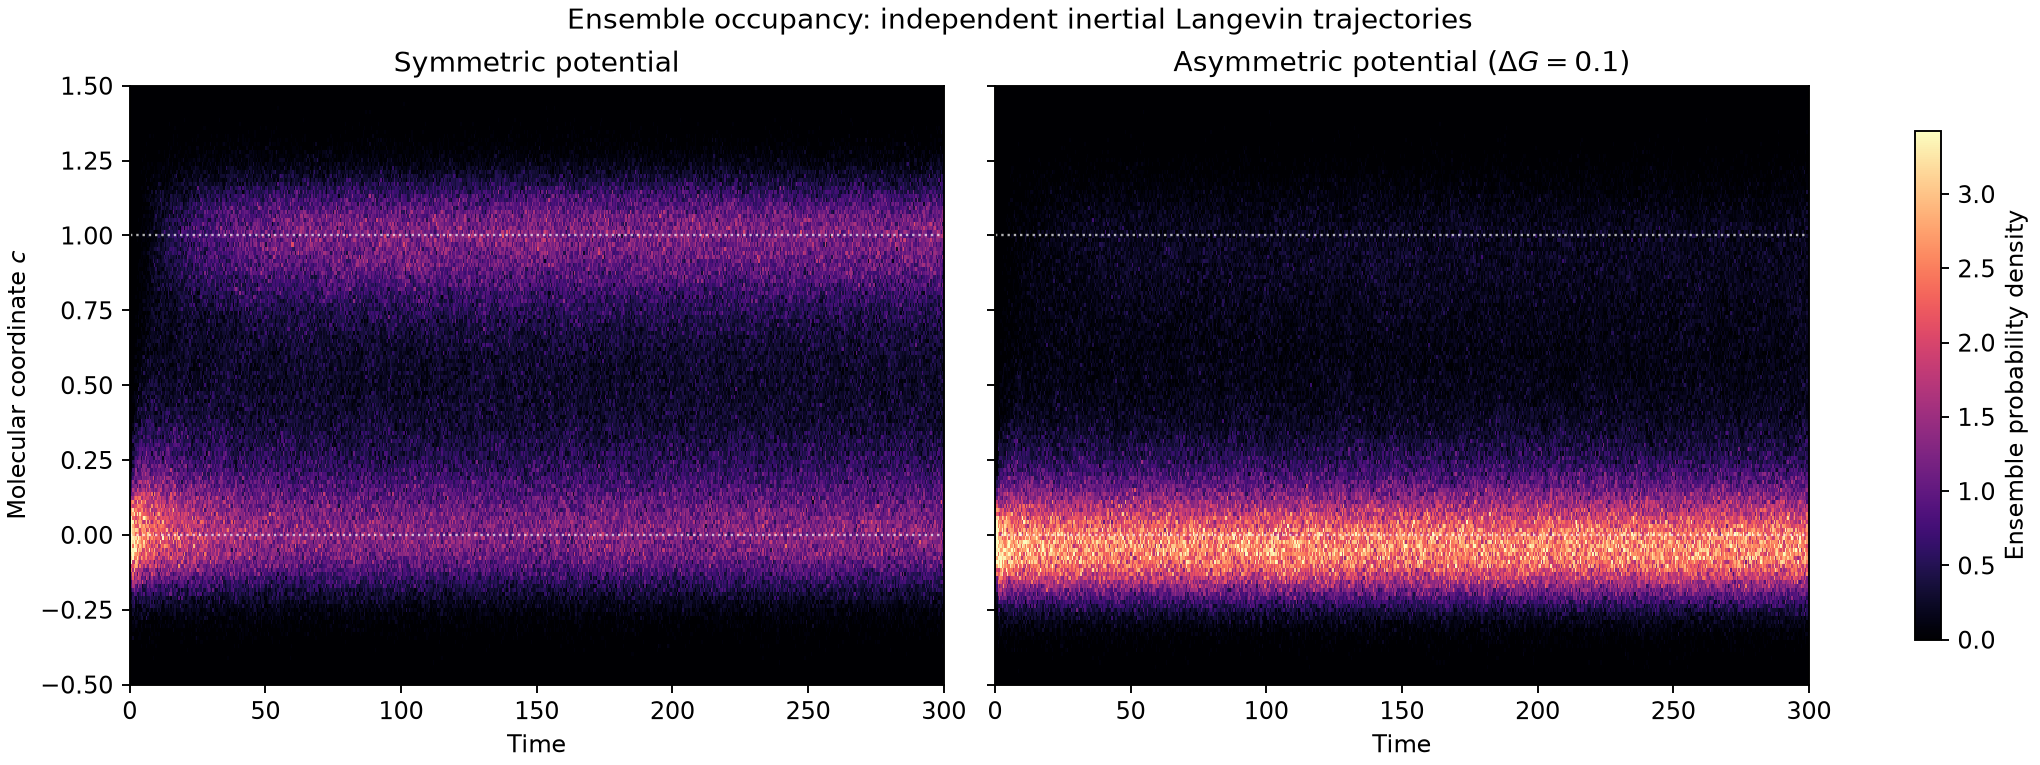 Ensemble occupancy: independent inertial Langevin trajectories
Symmetric potential
Asymmetric potential (ΔG = 0.1)
Molecular coordinate c
1.50
1.25
1.00
0.75
0.50
0.25
0.00
−0.25
−0.50
0 50 100 150 200 250 300
Time
0 50 100 150 200 250 300
Time
3.0
2.5
2.0
1.5
1.0
0.5
0.0
Ensemble probability density